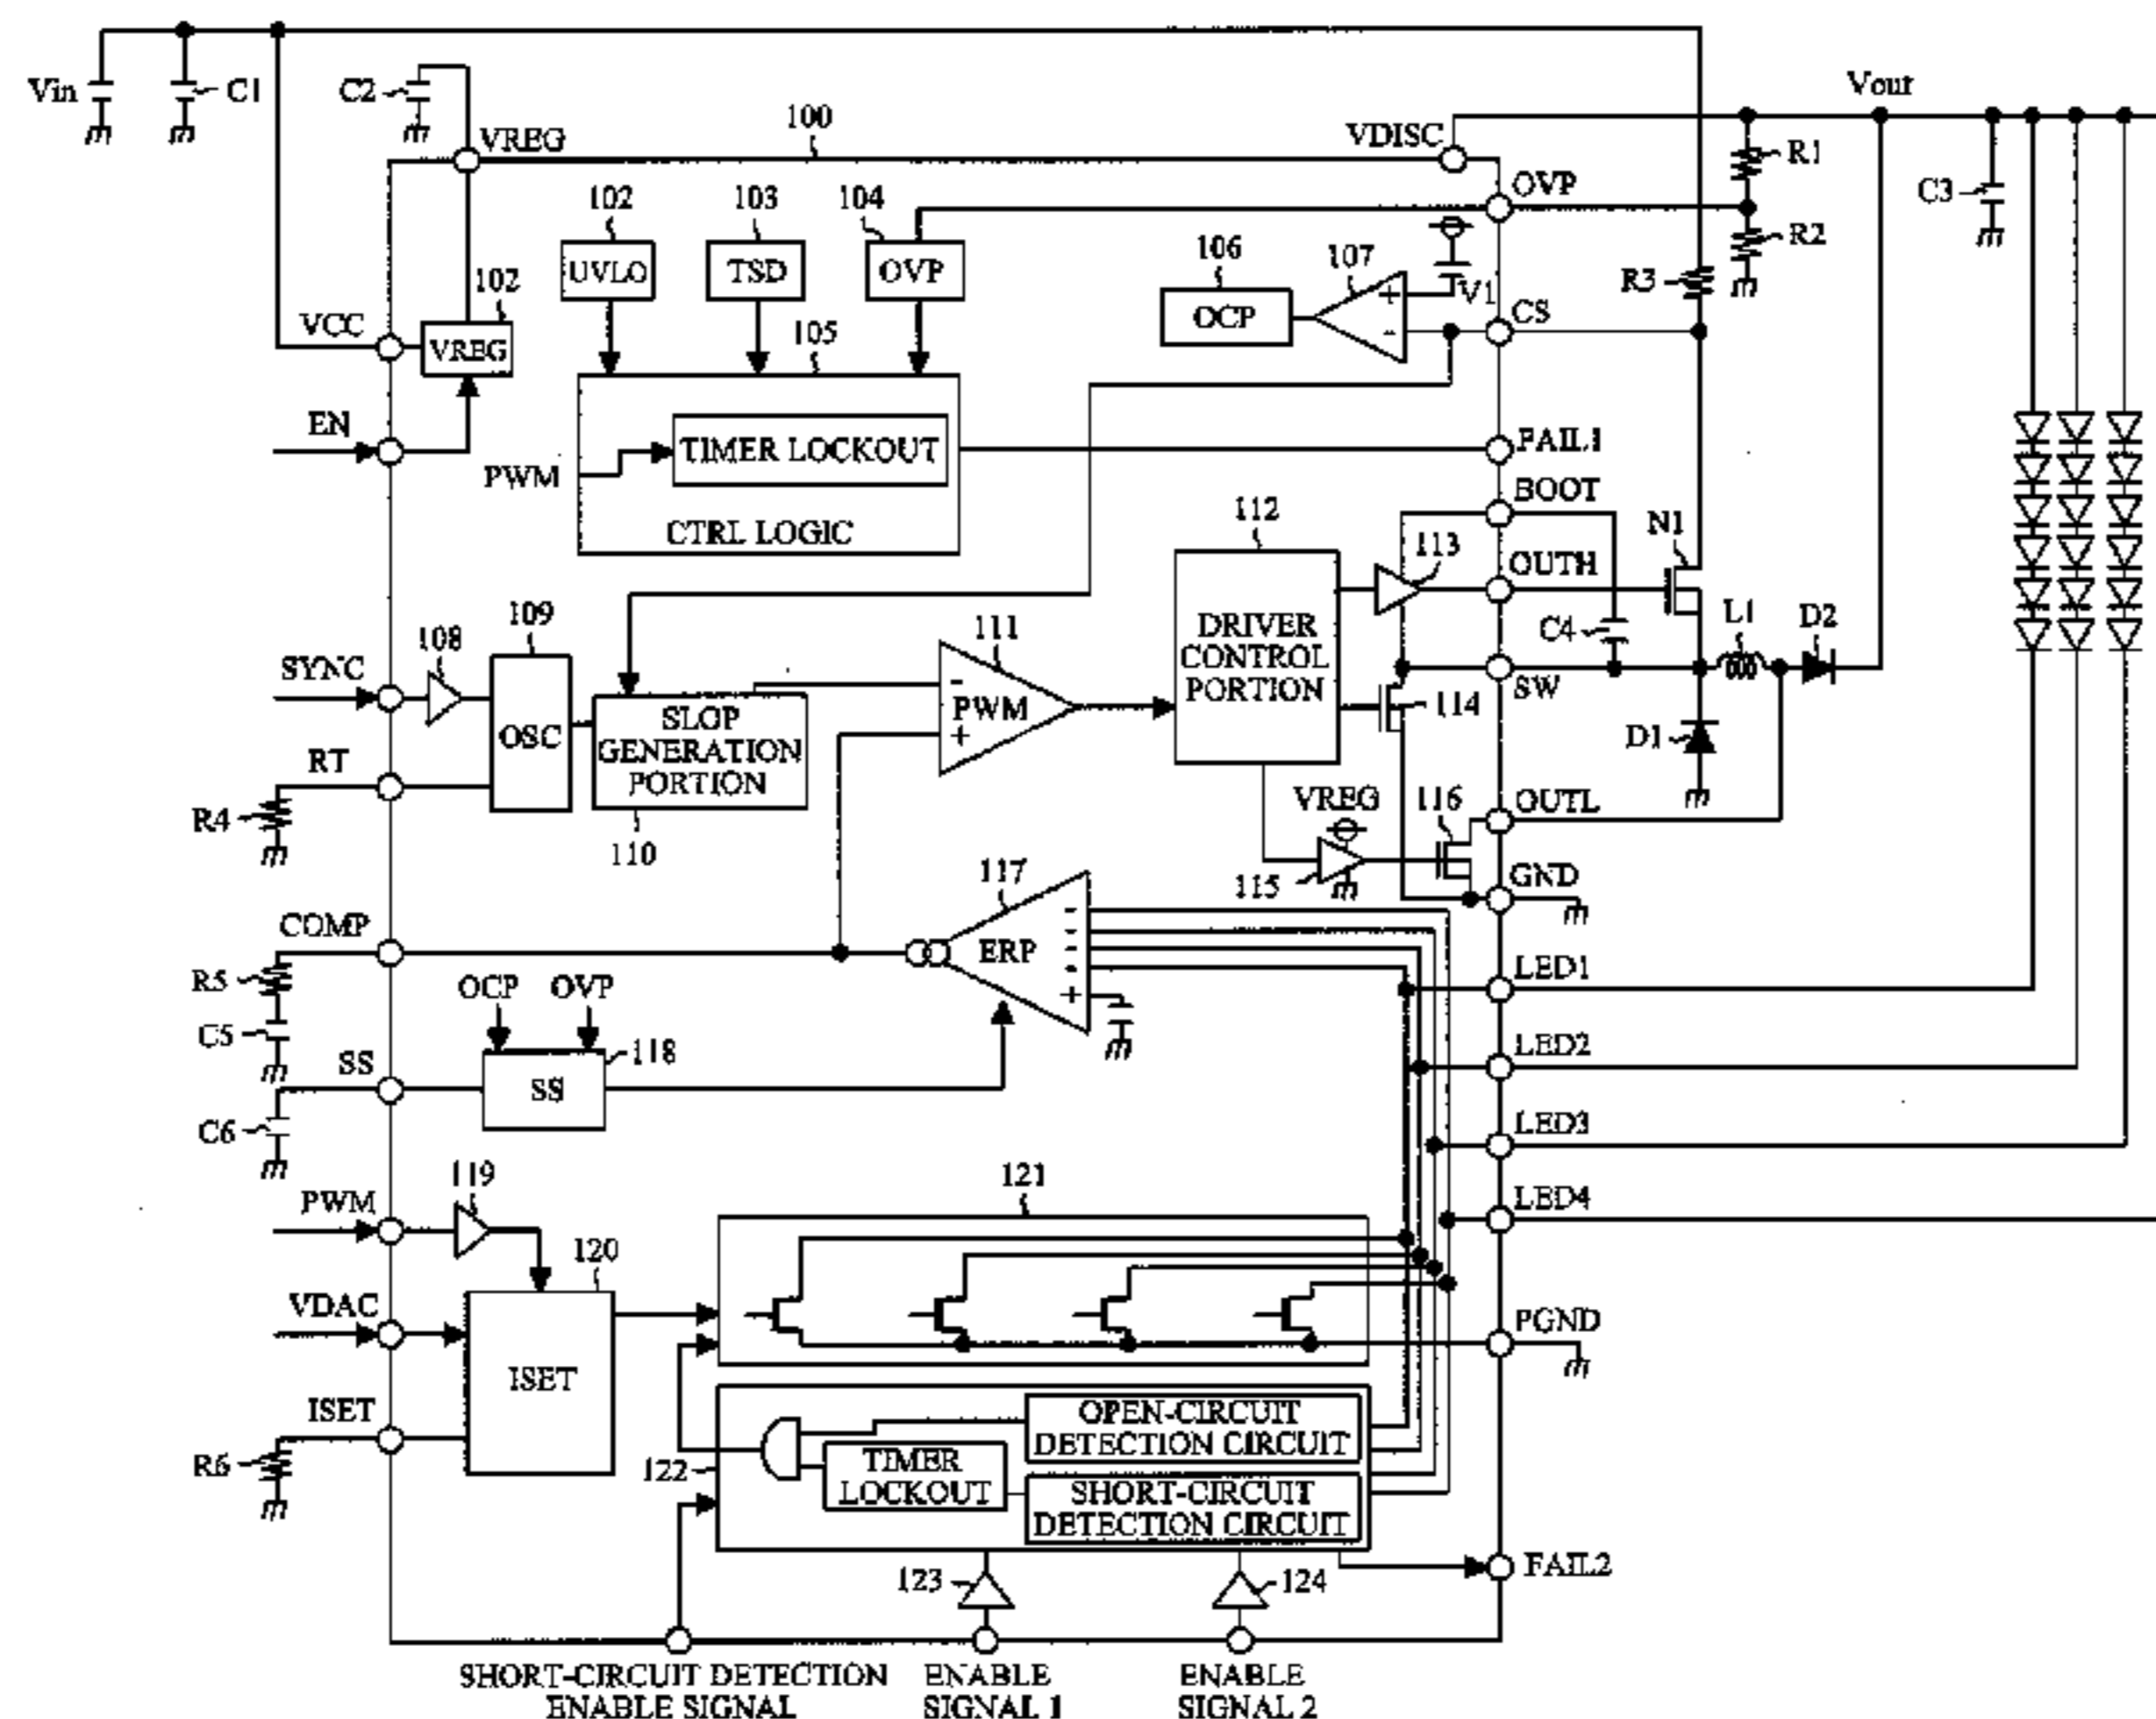 Vin
C1
C2
VREG
100
VDISC
Vout
R1
OVP
C3
R2
102
103
104
UVLO
TSD
OVP
106
107
+
-
V1
OCP
R3
CS
102
VCC
VREG
105
EN
PWM
TIMER LOCKOUT
CTRL LOGIC
FAIL1
BOOT
112
113
N1
OUTH
DRIVER
CONTROL
PORTION
C4
L1
D2
SW
114
D1
SYNC
108
109
OSC
111
-
PWM
+
SLOP
GENERATION
PORTION
110
RT
R4
VREG
116
OUTL
115
GND
117
ERP
-
-
-
-
+
COMP
R5
C5
OCP
OVP
118
SS
SS
C6
LED1
LED2
LED3
LED4
PWM
119
120
121
VDAC
ISET
ISET
R6
PGND
122
OPEN-CIRCUIT
DETECTION CIRCUIT
TIMER
LOCKOUT
SHORT-CIRCUIT
DETECTION CIRCUIT
123
124
FAIL2
SHORT-CIRCUIT DETECTION
ENABLE SIGNAL
ENABLE
SIGNAL 1
ENABLE
SIGNAL 2